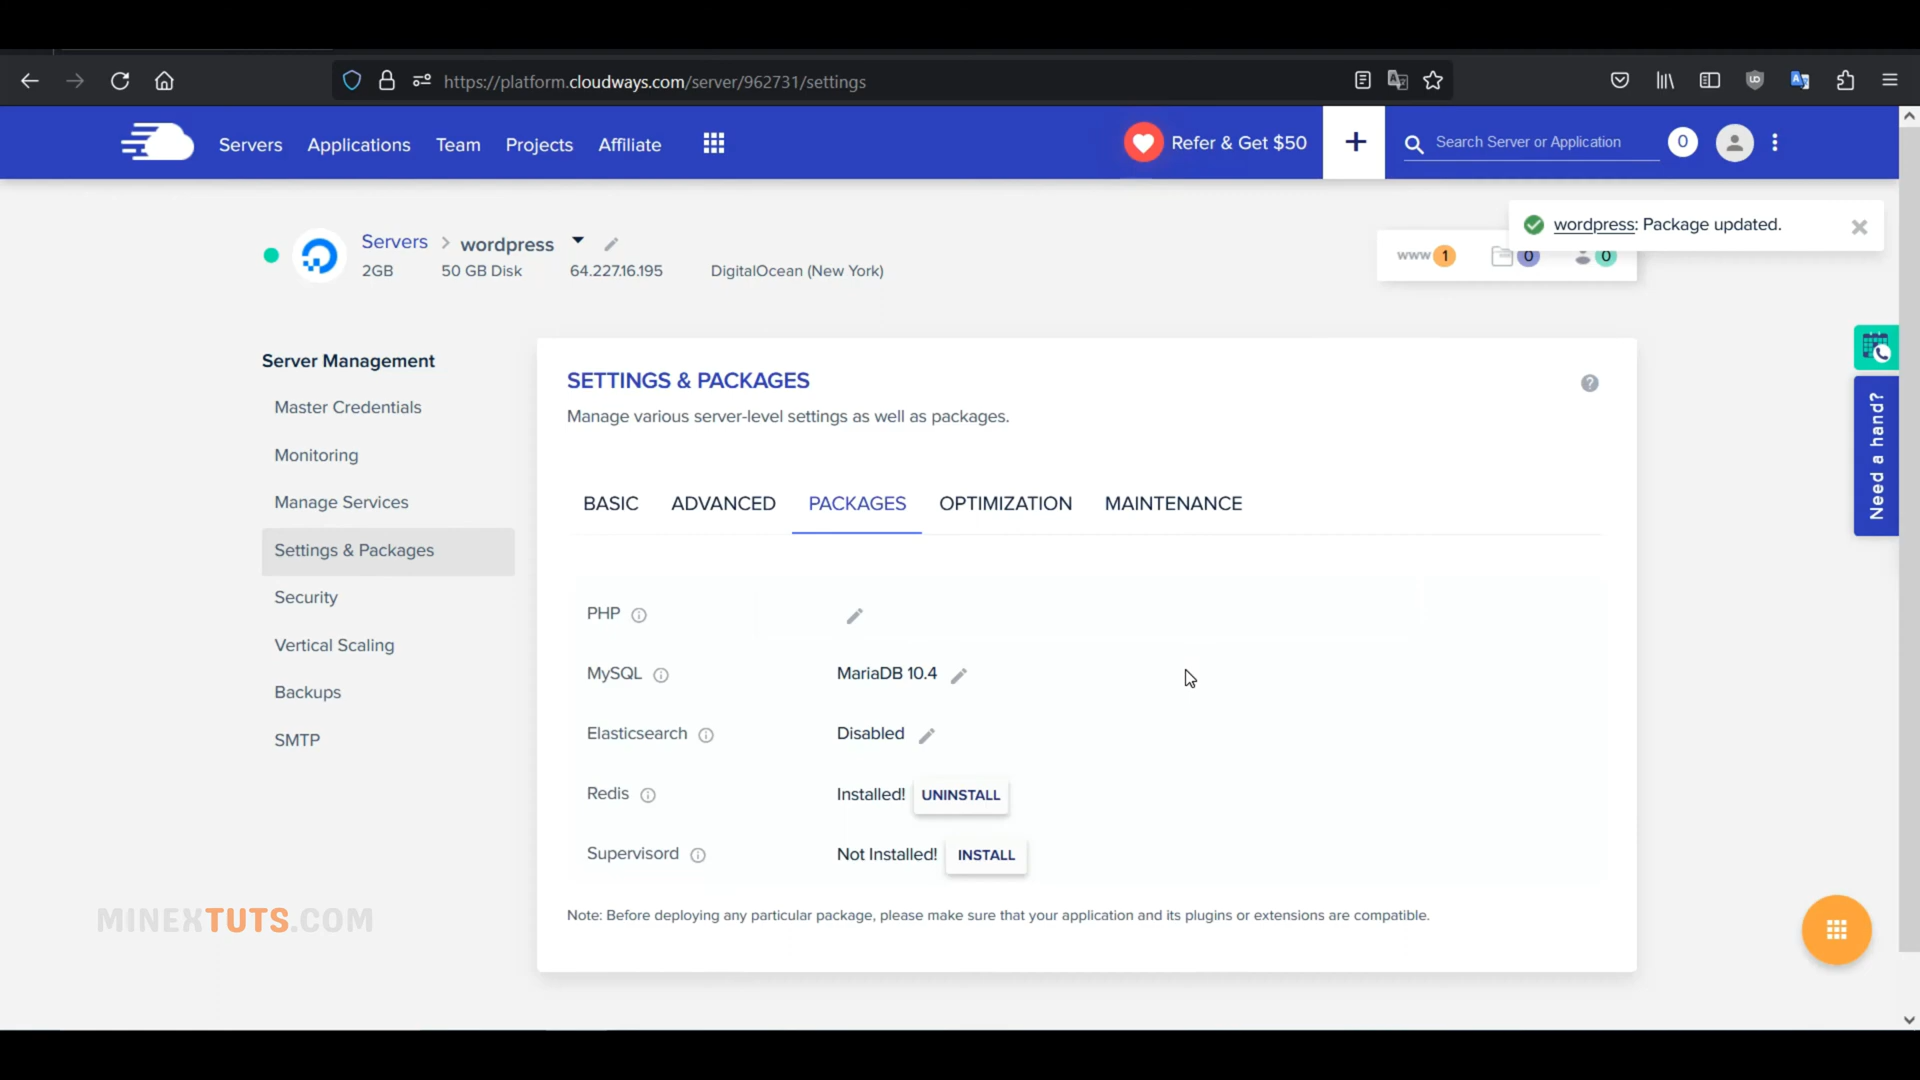 https://platform.cloudways.com/server/962731/settings
Servers Applications Team Projects Affiliate
Refer & Get $50
+
Search Server or Application
0
wordpress: Package updated.
Servers > wordpress
2GB 50 GB Disk 64.227.16.195 DigitalOcean (New York)
www 1 0 0
Server Management
Master Credentials
Monitoring
Manage Services
Settings & Packages
Security
Vertical Scaling
Backups
SMTP
SETTINGS & PACKAGES
Manage various server-level settings as well as packages.
BASIC ADVANCED PACKAGES OPTIMIZATION MAINTENANCE
PHP
MySQL MariaDB 10.4
Elasticsearch Disabled
Redis Installed! UNINSTALL
Supervisord Not Installed! INSTALL
Note: Before deploying any particular package, please make sure that your application and its plugins or extensions are compatible.
Need a hand?
MINEXTUTS.COM